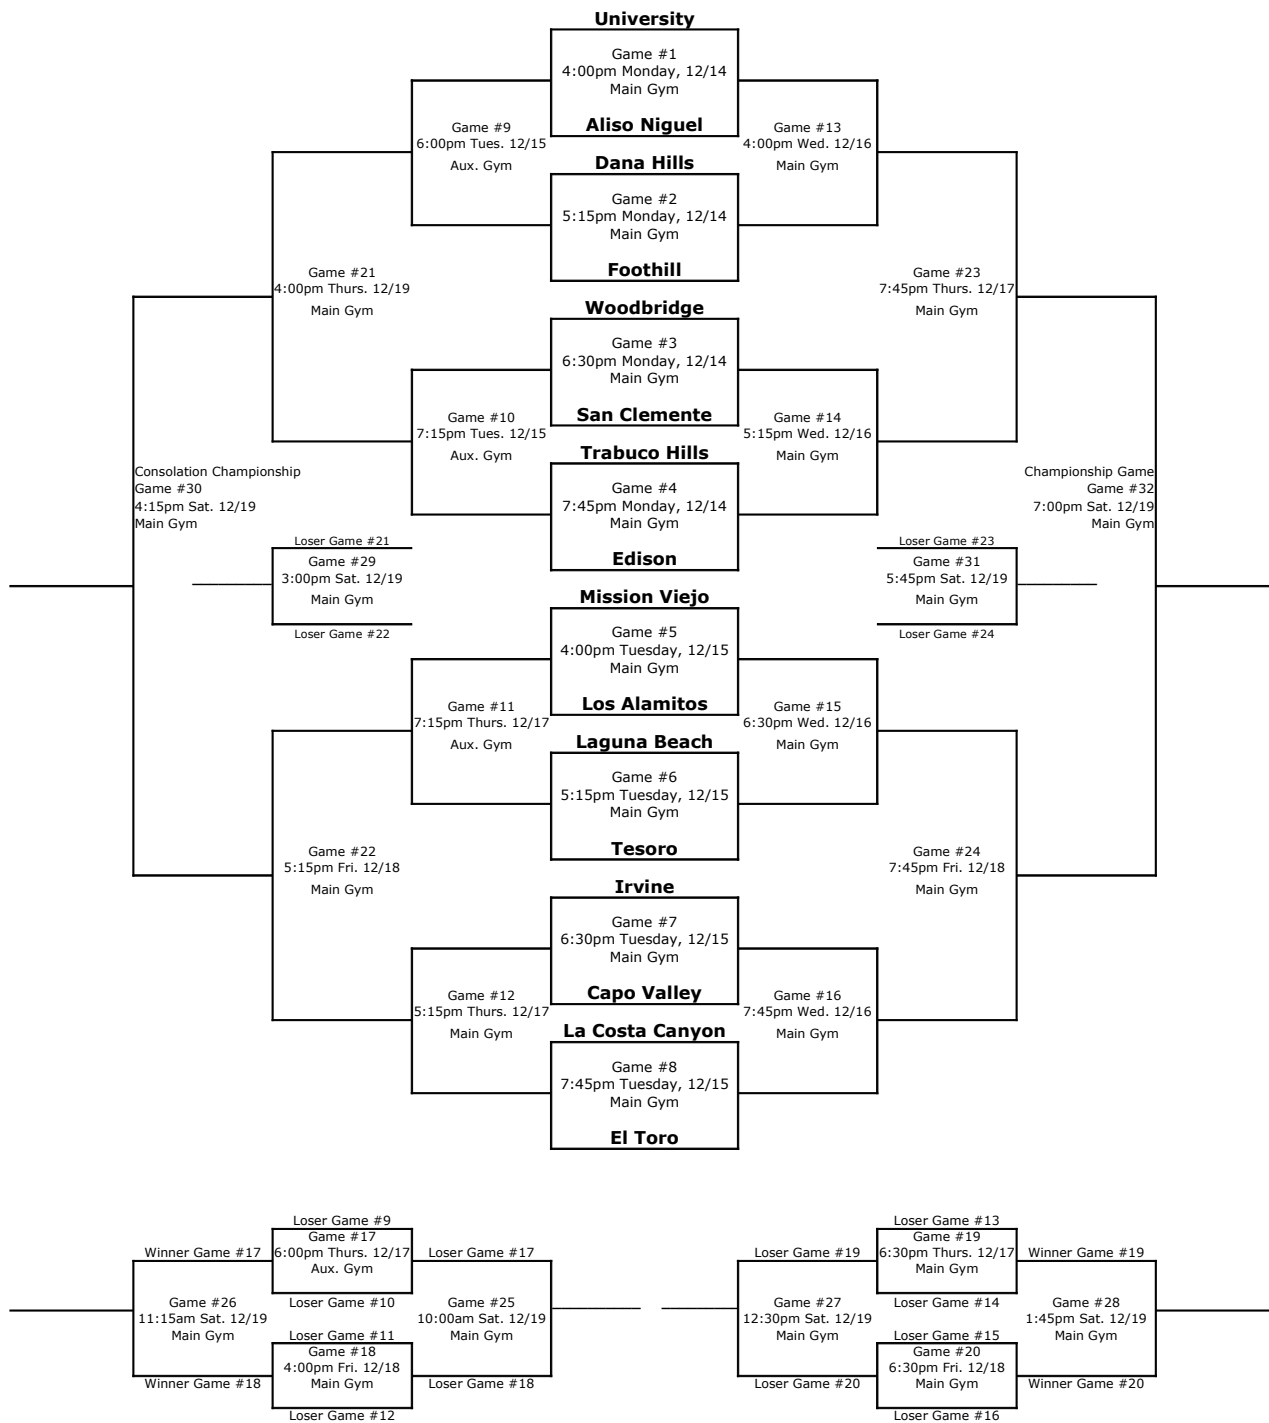 University
Game #1
4:00pm Monday, 12/14
Main Gym
Aliso Niguel
Game #9
6:00pm Tues. 12/15
Aux. Gym
Game #13
4:00pm Wed. 12/16
Main Gym
Dana Hills
Game #2
5:15pm Monday, 12/14
Main Gym
Foothill
Game #21
4:00pm Thurs. 12/19
Main Gym
Game #23
7:45pm Thurs. 12/17
Main Gym
Woodbridge
Game #3
6:30pm Monday, 12/14
Main Gym
San Clemente
Game #10
7:15pm Tues. 12/15
Aux. Gym
Game #14
5:15pm Wed. 12/16
Main Gym
Trabuco Hills
Game #4
7:45pm Monday, 12/14
Main Gym
Edison
Consolation Championship
Game #30
4:15pm Sat. 12/19
Main Gym
Championship Game
Game #32
7:00pm Sat. 12/19
Main Gym
Loser Game #21
Game #29
3:00pm Sat. 12/19
Main Gym
Loser Game #22
Loser Game #23
Game #31
5:45pm Sat. 12/19
Main Gym
Loser Game #24
Mission Viejo
Game #5
4:00pm Tuesday, 12/15
Main Gym
Los Alamitos
Game #11
7:15pm Thurs. 12/17
Aux. Gym
Game #15
6:30pm Wed. 12/16
Main Gym
Laguna Beach
Game #6
5:15pm Tuesday, 12/15
Main Gym
Tesoro
Game #22
5:15pm Fri. 12/18
Main Gym
Game #24
7:45pm Fri. 12/18
Main Gym
Irvine
Game #7
6:30pm Tuesday, 12/15
Main Gym
Capo Valley
Game #12
5:15pm Thurs. 12/17
Main Gym
Game #16
7:45pm Wed. 12/16
Main Gym
La Costa Canyon
Game #8
7:45pm Tuesday, 12/15
Main Gym
El Toro
Loser Game #9
Game #17
6:00pm Thurs. 12/17
Aux. Gym
Loser Game #10
Winner Game #17
Loser Game #17
Game #26
11:15am Sat. 12/19
Main Gym
Game #25
10:00am Sat. 12/19
Main Gym
Loser Game #11
Game #18
4:00pm Fri. 12/18
Main Gym
Loser Game #12
Winner Game #18
Loser Game #18
Loser Game #13
Game #19
6:30pm Thurs. 12/17
Main Gym
Loser Game #14
Loser Game #19
Winner Game #19
Game #27
12:30pm Sat. 12/19
Main Gym
Game #28
1:45pm Sat. 12/19
Main Gym
Loser Game #15
Game #20
6:30pm Fri. 12/18
Main Gym
Loser Game #16
Loser Game #20
Winner Game #20